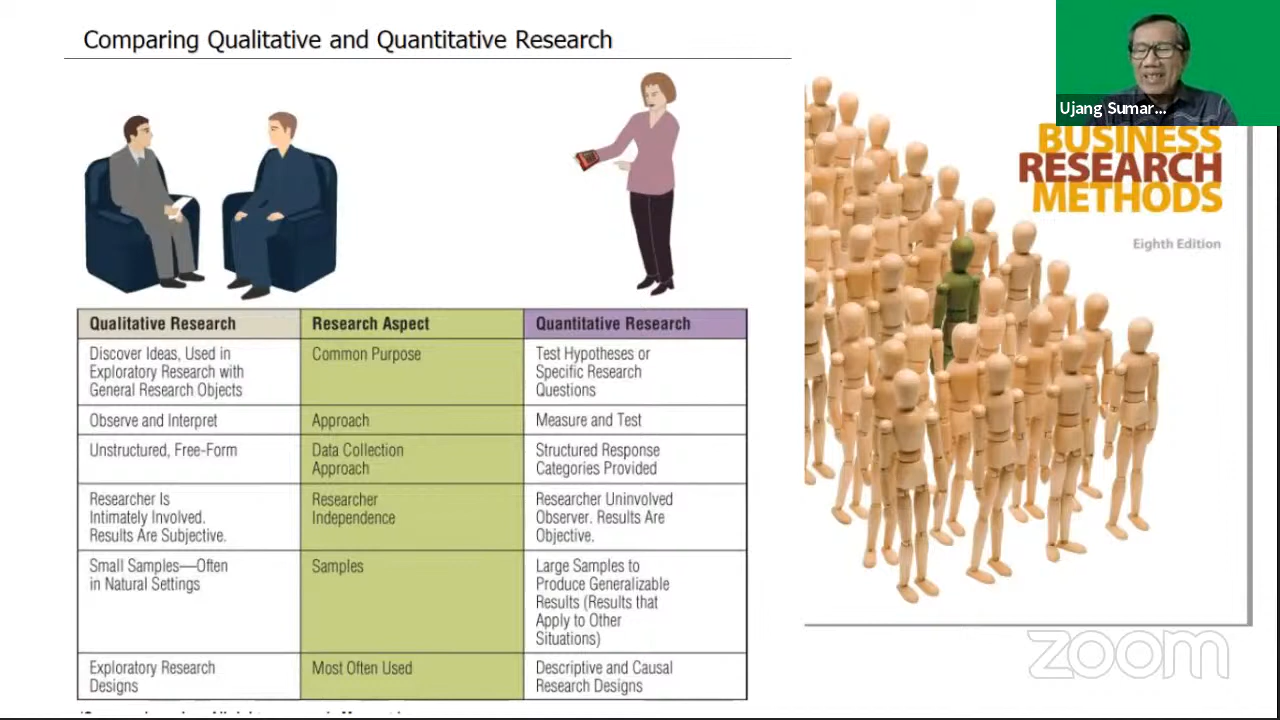 Comparing Qualitative and Quantitative Research
Ujang Sumar...
BUSINESS
RESEARCH
METHODS
Eighth Edition
Qualitative Research
Research Aspect
Quantitative Research
Discover Ideas, Used in
Exploratory Research with
General Research Objects
Common Purpose
Test Hypotheses or
Specific Research
Questions
Observe and Interpret
Approach
Measure and Test
Unstructured, Free-Form
Data Collection
Approach
Structured Response
Categories Provided
Researcher Is
Intimately Involved.
Results Are Subjective.
Researcher
Independence
Researcher Uninvolved
Observer. Results Are
Objective.
Small Samples—Often
in Natural Settings
Samples
Large Samples to
Produce Generalizable
Results (Results that
Apply to Other
Situations)
Exploratory Research
Designs
Most Often Used
Descriptive and Causal
Research Designs
zoom